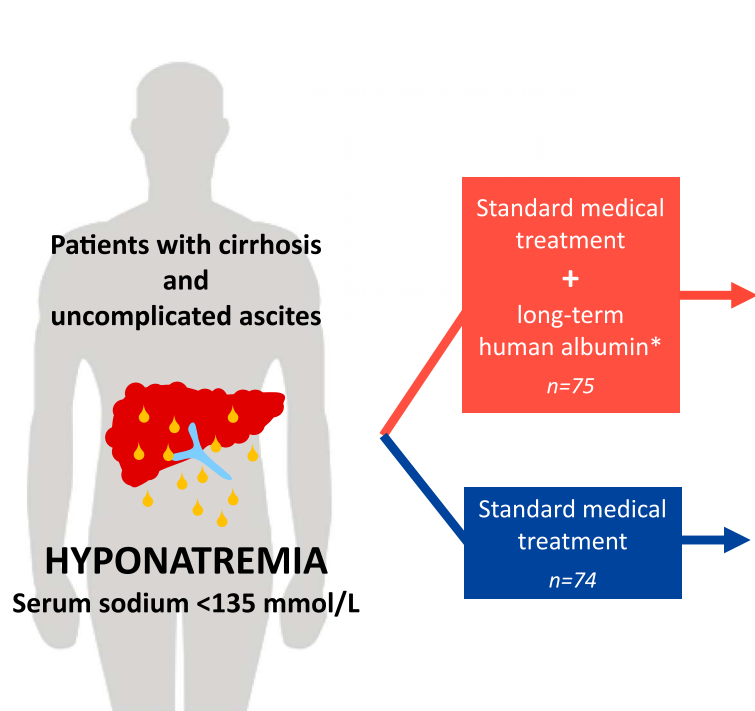 Patients with cirrhosis
and
uncomplicated ascites
HYPONATREMIA
Serum sodium <135 mmol/L
Standard medical
treatment
+
long-term
human albumin*
n=75
Standard medical
treatment
n=74